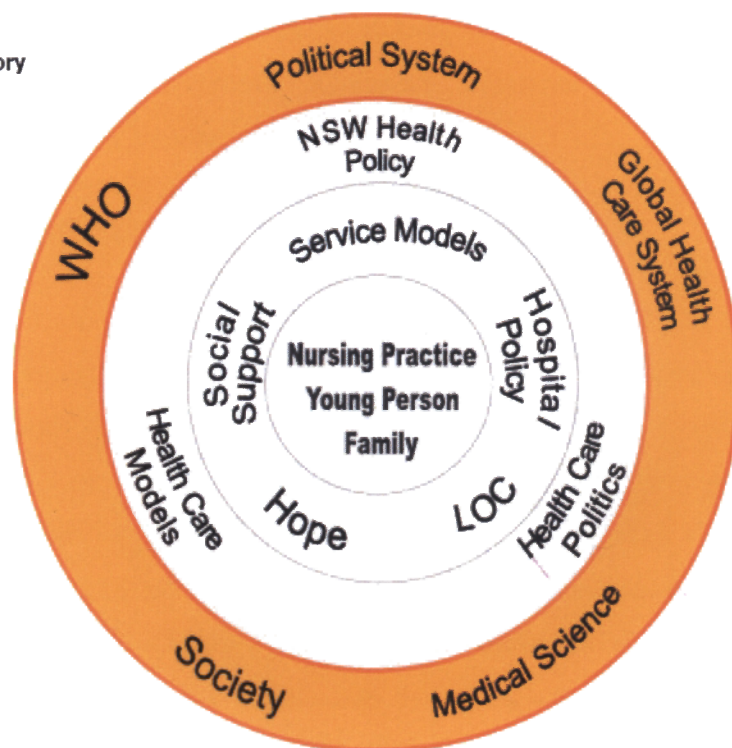 ory
Political System
NSW Health
Policy
Global Health
Care System
WHO
Service Models
Social
Support
Hospital
Policy
Nursing Practice
Young Person
Family
Health Care
Models
Hope
LOC
Health Care
Politics
Society
Medical Science